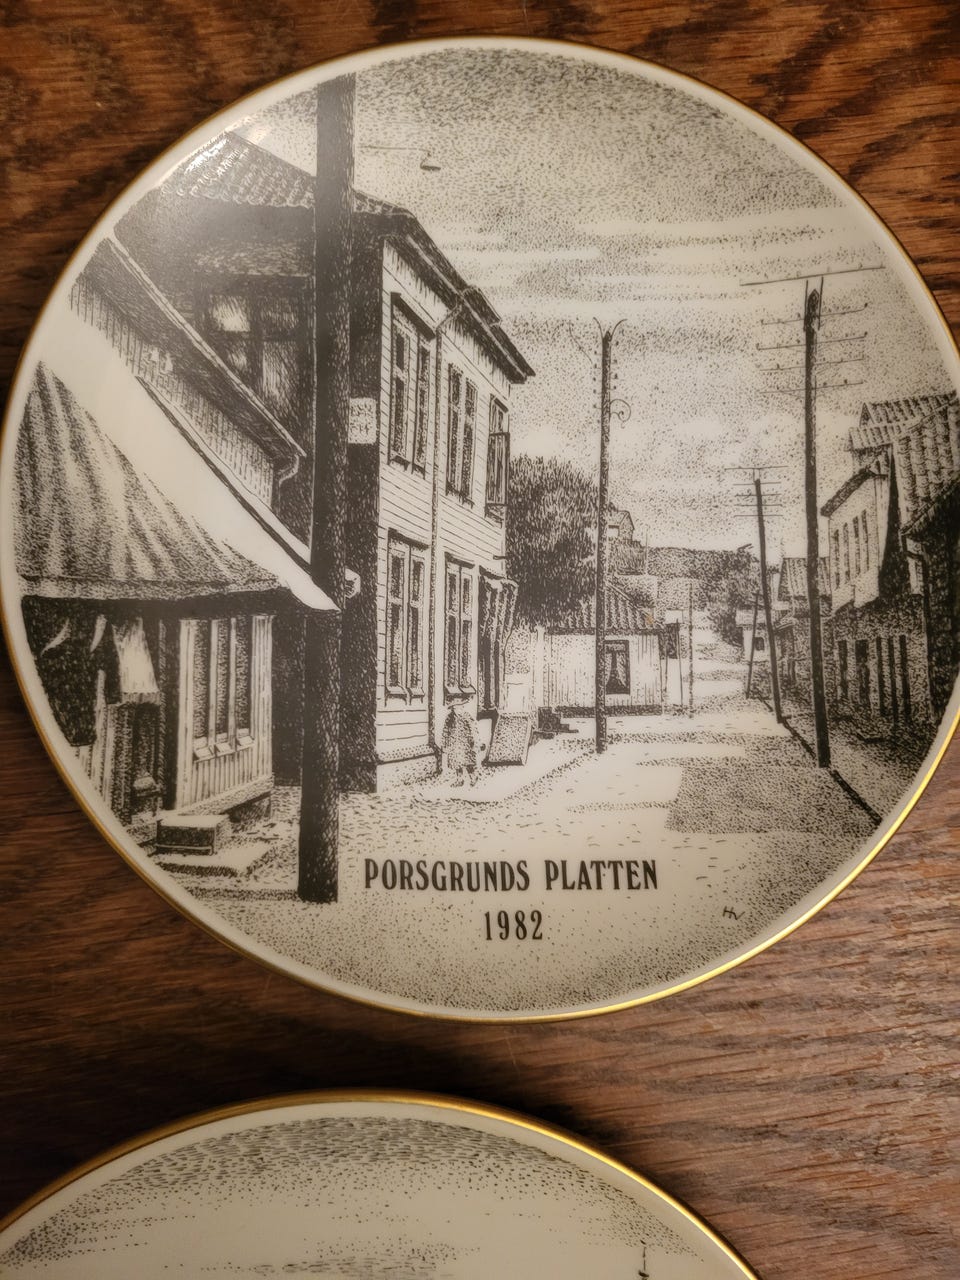 PORSGRUNDS PLATTEN
1982
HV